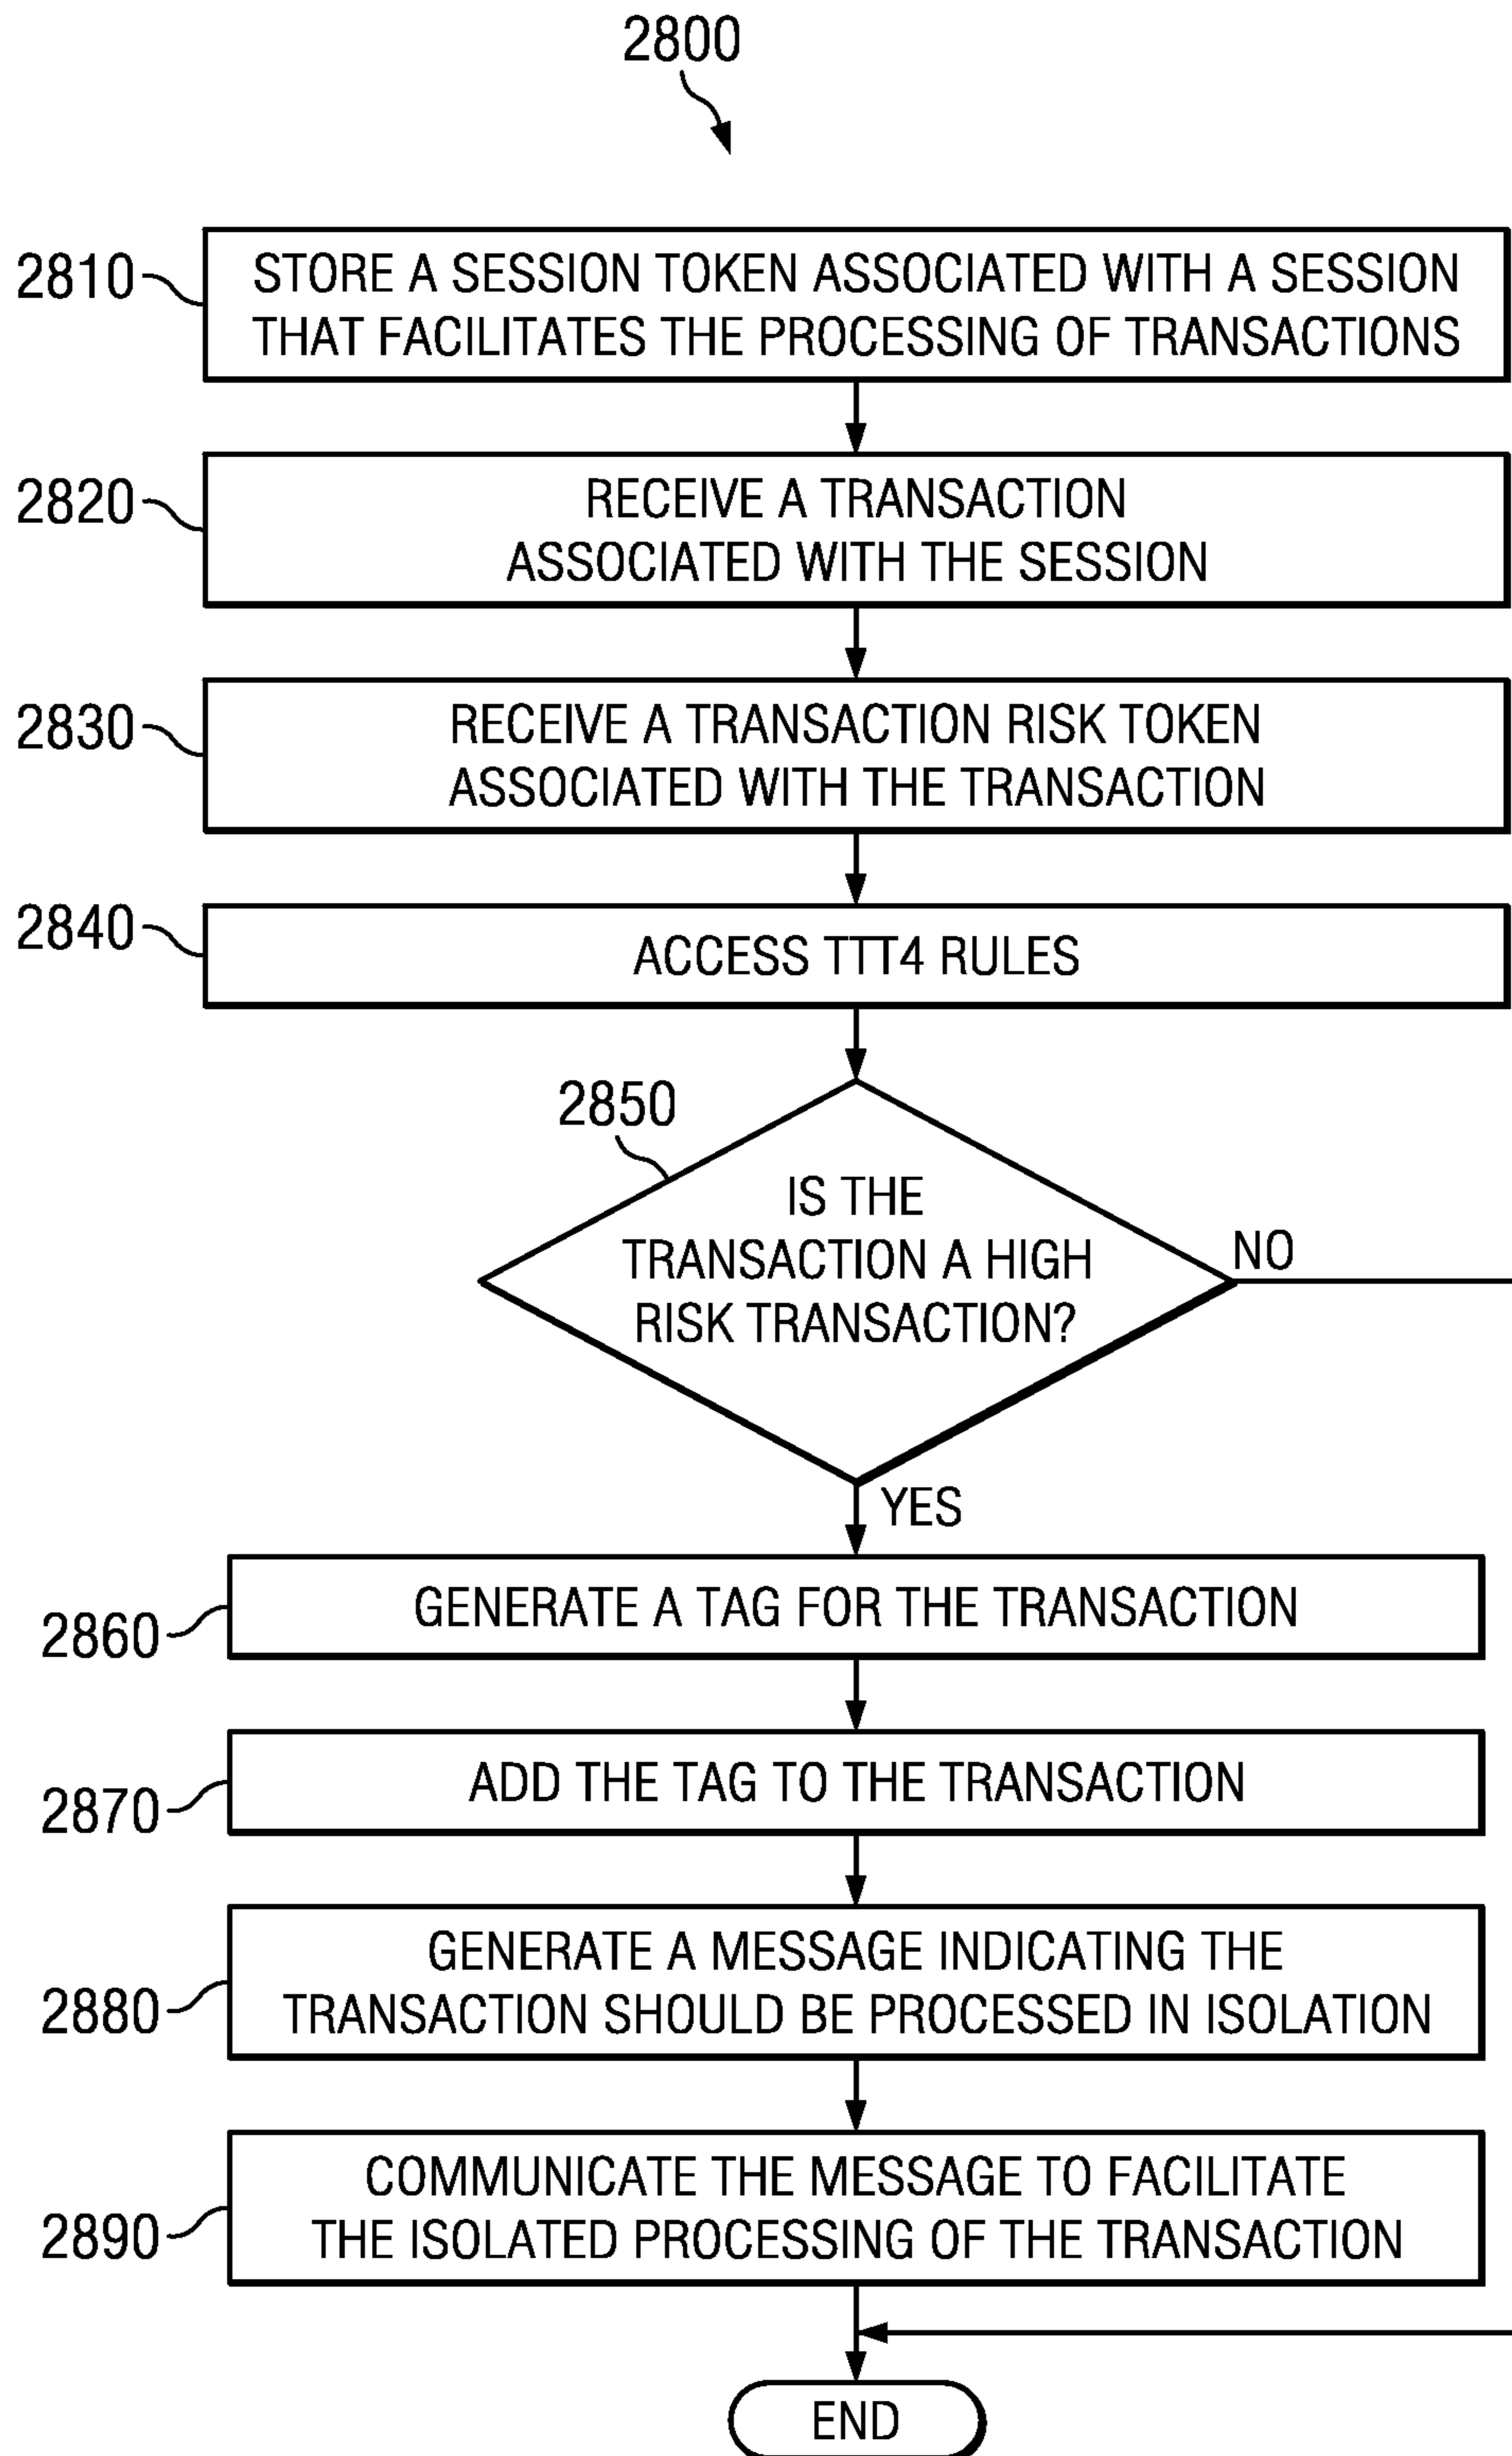 2800
2810
STORE A SESSION TOKEN ASSOCIATED WITH A SESSION
THAT FACILITATES THE PROCESSING OF TRANSACTIONS
2820
RECEIVE A TRANSACTION
ASSOCIATED WITH THE SESSION
2830
RECEIVE A TRANSACTION RISK TOKEN
ASSOCIATED WITH THE TRANSACTION
2840
ACCESS TTT4 RULES
2850
IS THE
TRANSACTION A HIGH
RISK TRANSACTION?
NO
YES
2860
GENERATE A TAG FOR THE TRANSACTION
2870
ADD THE TAG TO THE TRANSACTION
2880
GENERATE A MESSAGE INDICATING THE
TRANSACTION SHOULD BE PROCESSED IN ISOLATION
2890
COMMUNICATE THE MESSAGE TO FACILITATE
THE ISOLATED PROCESSING OF THE TRANSACTION
END